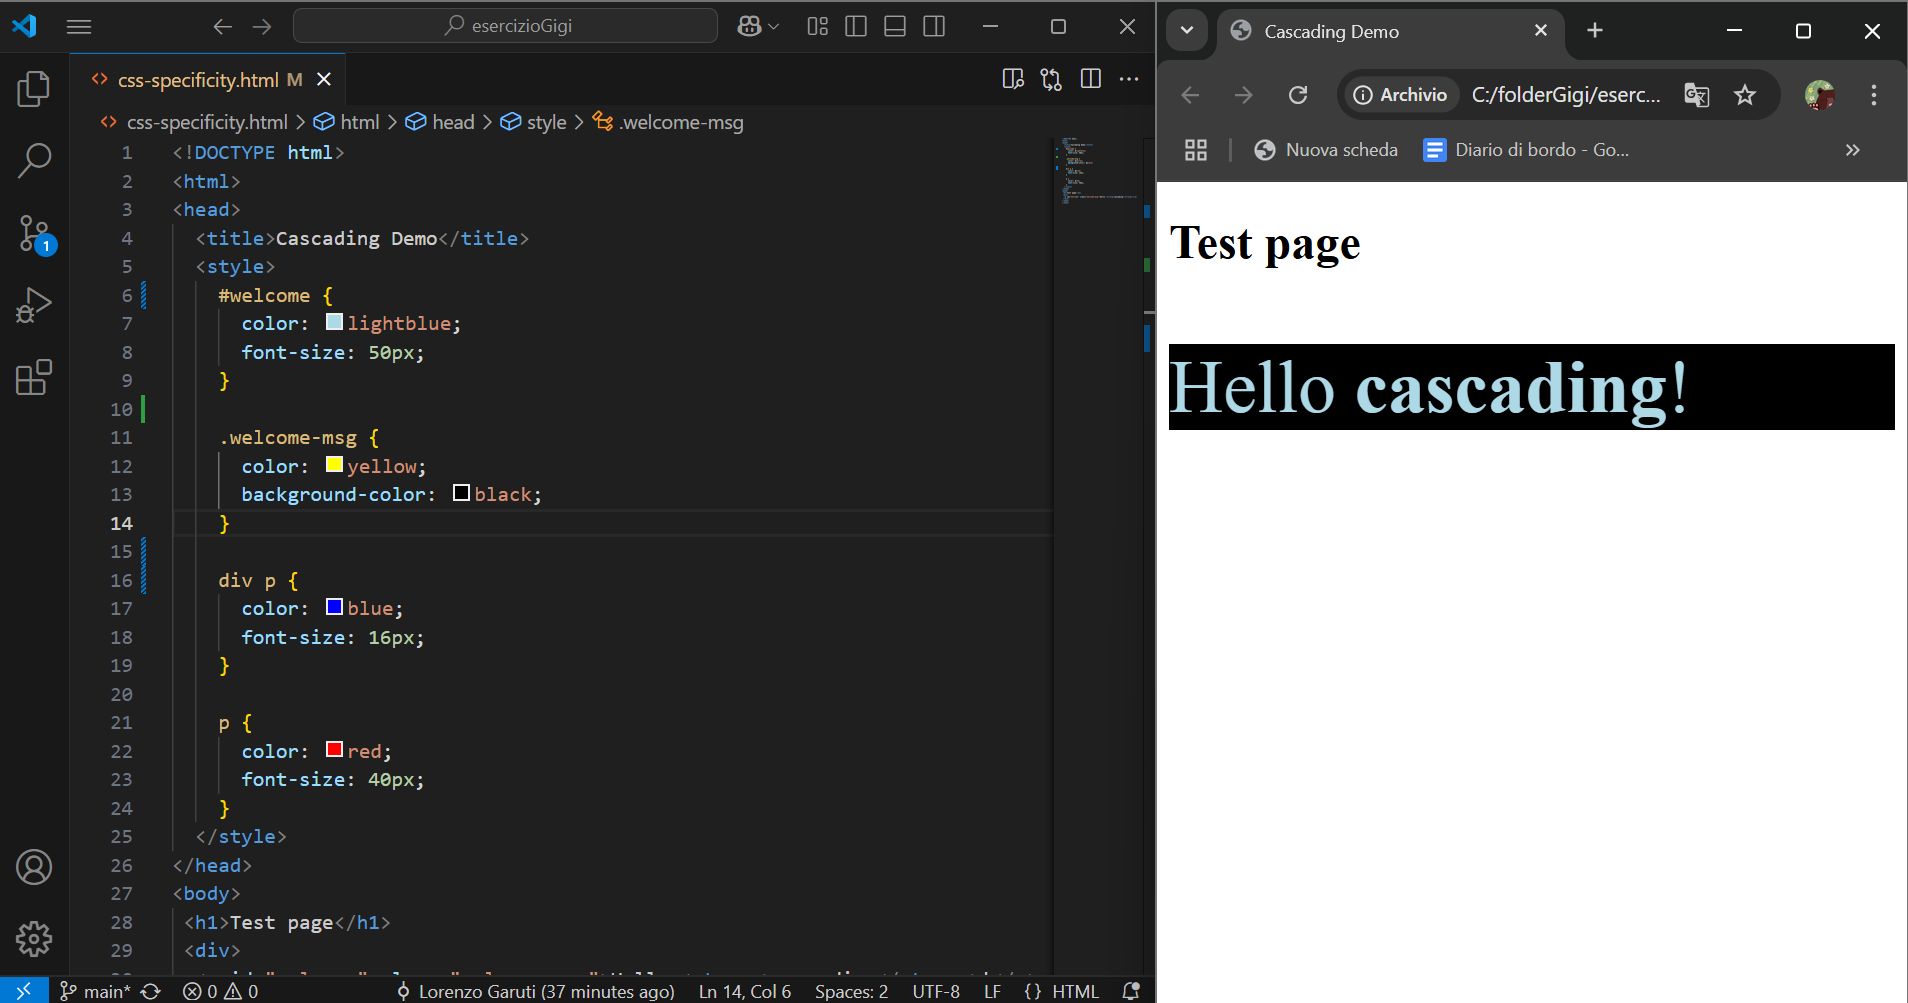 esercizioGigi
css-specificity.html M
css-specificity.html > html > head > style > .welcome-msg
1 <!DOCTYPE html>
2 <html>
3 <head>
4 <title>Cascading Demo</title>
5 <style>
6 #welcome {
7 color: lightblue;
8 font-size: 50px;
9 }
10
11 .welcome-msg {
12 color: yellow;
13 background-color: black;
14 }
15
16 div p {
17 color: blue;
18 font-size: 16px;
19 }
20
21 p {
22 color: red;
23 font-size: 40px;
24 }
25 </style>
26 </head>
27 <body>
28 <h1>Test page</h1>
29 <div>
1
main* 0 0 Lorenzo Garuti (37 minutes ago) Ln 14, Col 6 Spaces: 2 UTF-8 LF {} HTML
Cascading Demo
Archivio C:/folderGigi/eserc...
Nuova scheda Diario di bordo - Go...
Test page
Hello cascading!